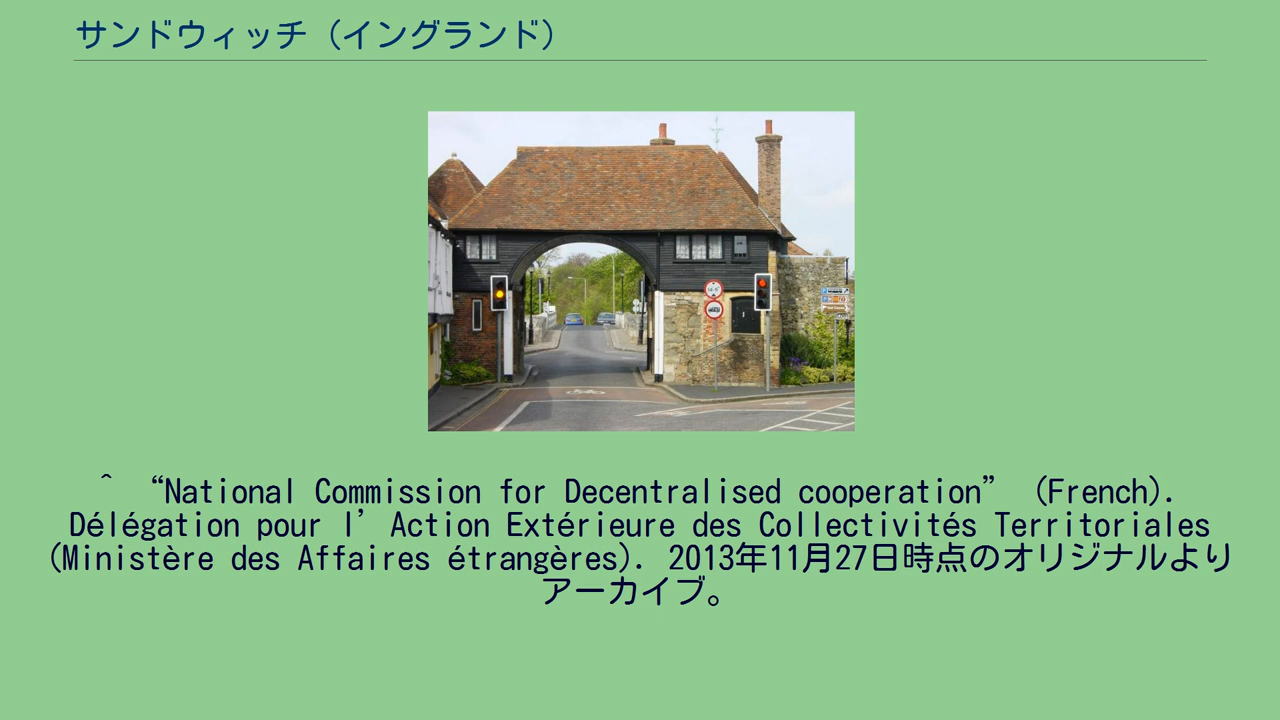 サンドウィッチ（イングランド）
^ “National Commission for Decentralised cooperation” (French).
Délégation pour l’Action Extérieure des Collectivités Territoriales
(Ministère des Affaires étrangères). 2013年11月27日時点のオリジナルより
アーカイブ。